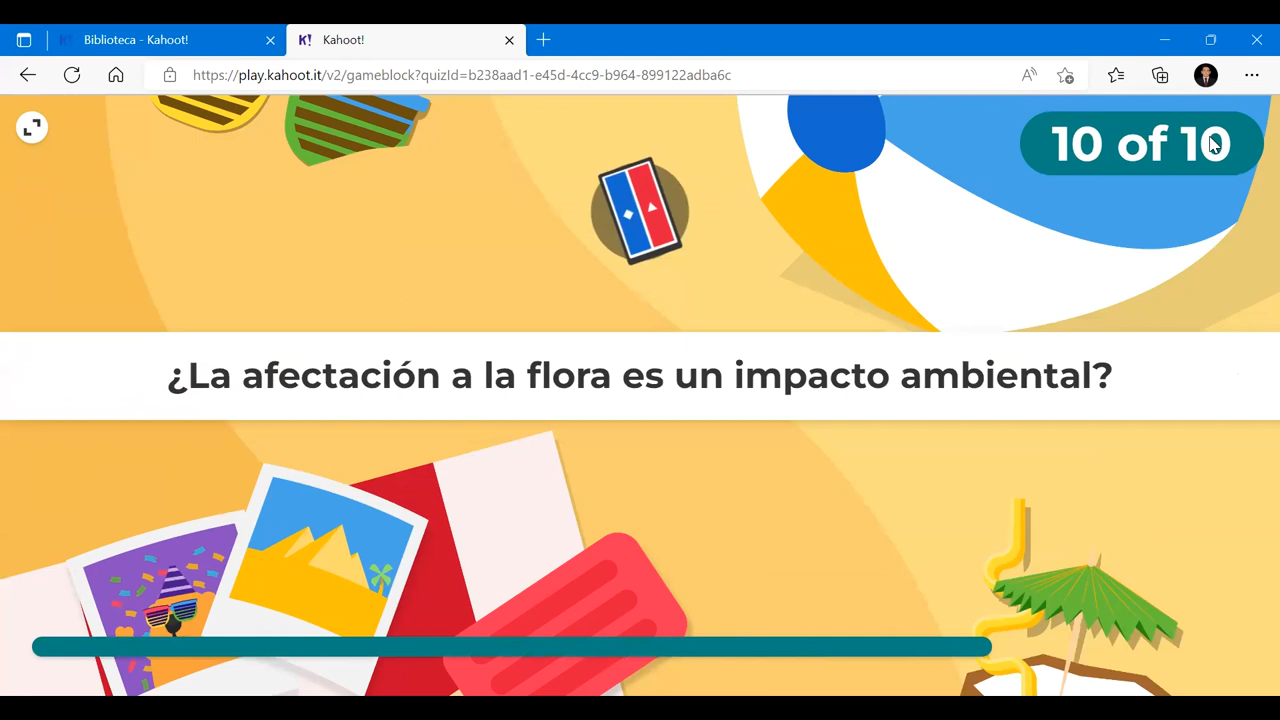 Biblioteca - Kahoot!
K! Kahoot!
https://play.kahoot.it/v2/gameblock?quizId=b238aad1-e45d-4cc9-b964-899122adba6c
10 of 10
¿La afectación a la flora es un impacto ambiental?